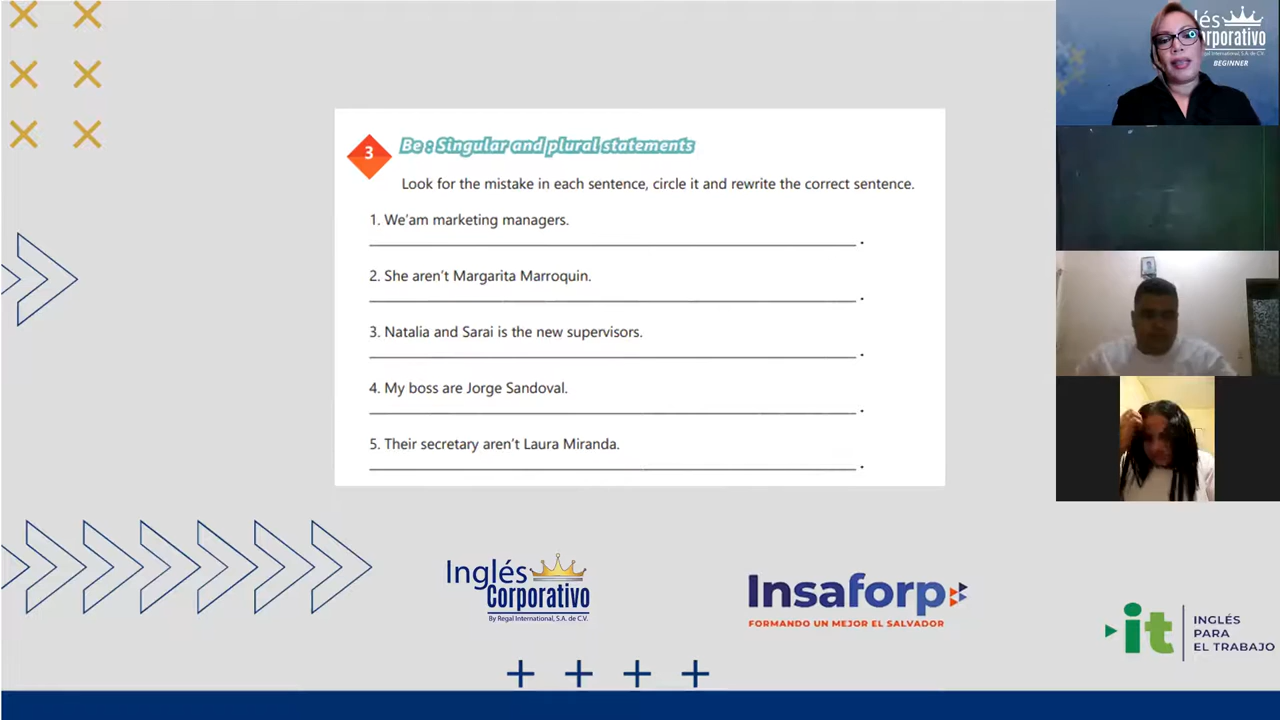 3
Be : Singular and plural statements
Look for the mistake in each sentence, circle it and rewrite the correct sentence.
1. We'am marketing managers.
.
2. She aren't Margarita Marroquin.
.
3. Natalia and Sarai is the new supervisors.
.
4. My boss are Jorge Sandoval.
.
5. Their secretary aren't Laura Miranda.
.
lés
Corporativo
BEGINNER
Inglés
Corporativo
By Regal International, S.A. de C.V.
Insaforp
FORMANDO UN MEJOR EL SALVADOR
it
INGLÉS
PARA
EL TRABAJO